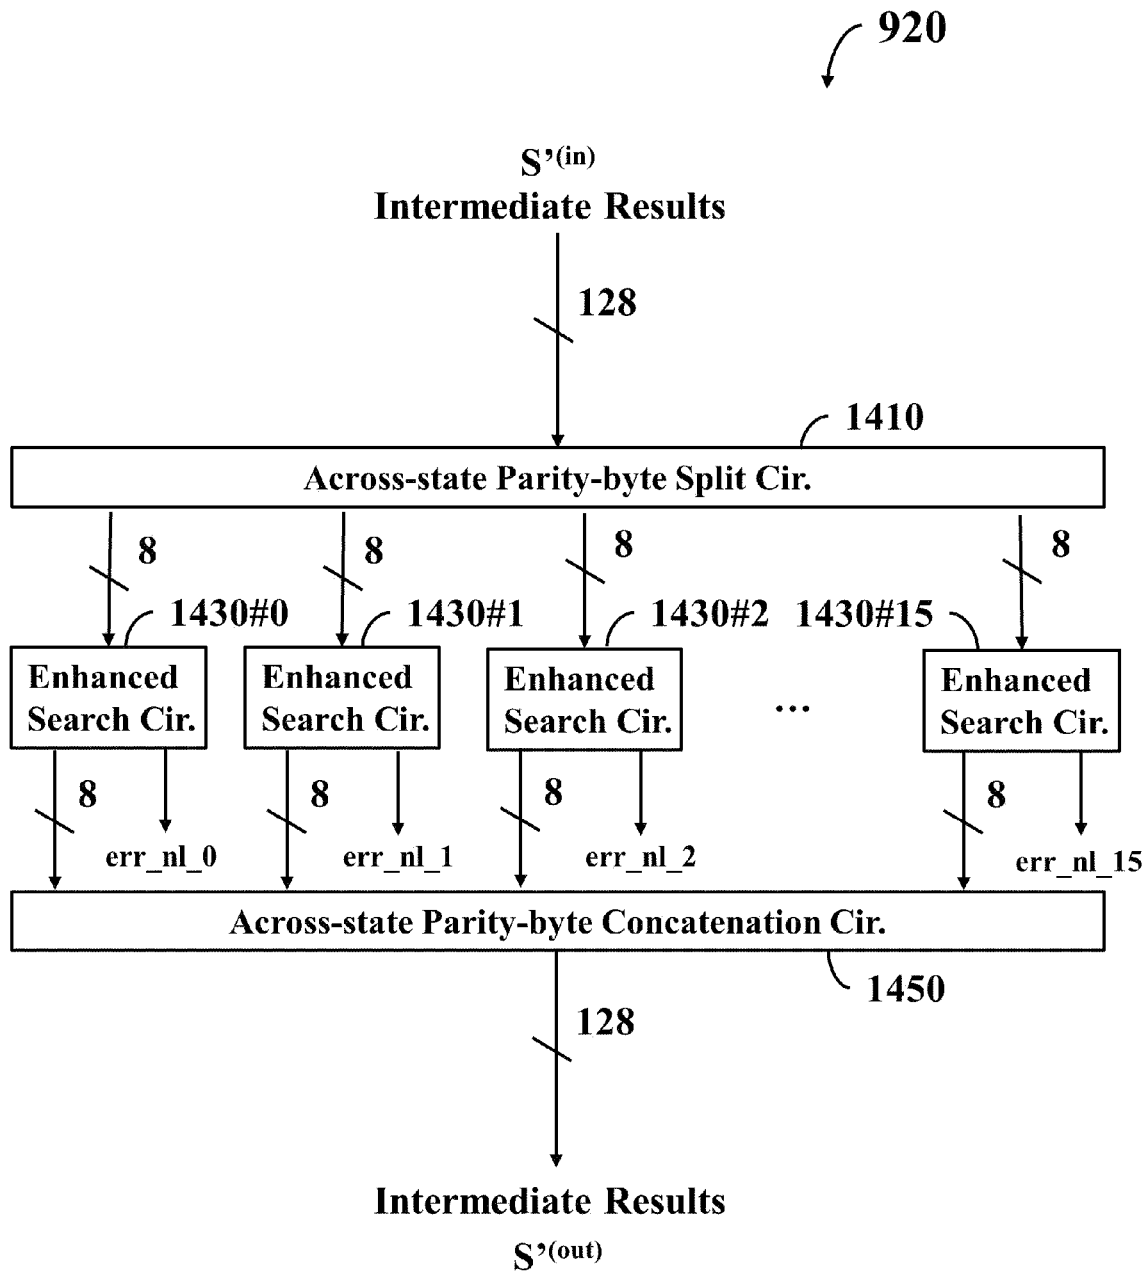 920
S’(in)
Intermediate Results
128
1410
Across-state Parity-byte Split Cir.
8 8 8 8
1430#0 1430#1 1430#2 1430#15
Enhanced Search Cir.
Enhanced Search Cir.
Enhanced Search Cir.
...
Enhanced Search Cir.
8 8 8 8
err_nl_0 err_nl_1 err_nl_2 err_nl_15
Across-state Parity-byte Concatenation Cir.
1450
128
Intermediate Results
S’(out)